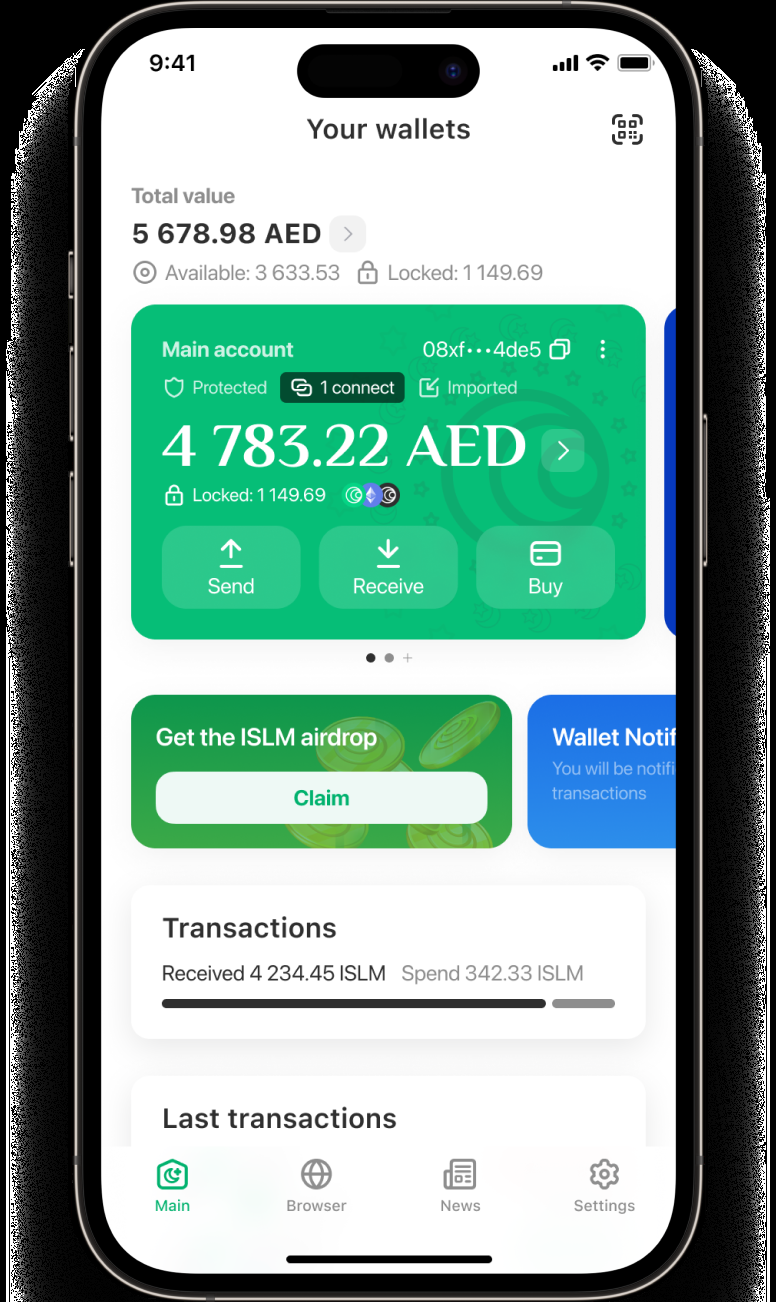 9:41
Your wallets
Total value
5 678.98 AED
Available: 3 633.53 Locked: 1 149.69
Main account 08xf•••4de5
Protected 1 connect Imported
4 783.22 AED
Locked: 1 149.69
Send Receive Buy
Get the ISLM airdrop Wallet Notif
You will be notifi
transactions
Claim
Transactions
Received 4 234.45 ISLM Spend 342.33 ISLM
Last transactions
Main Browser News Settings